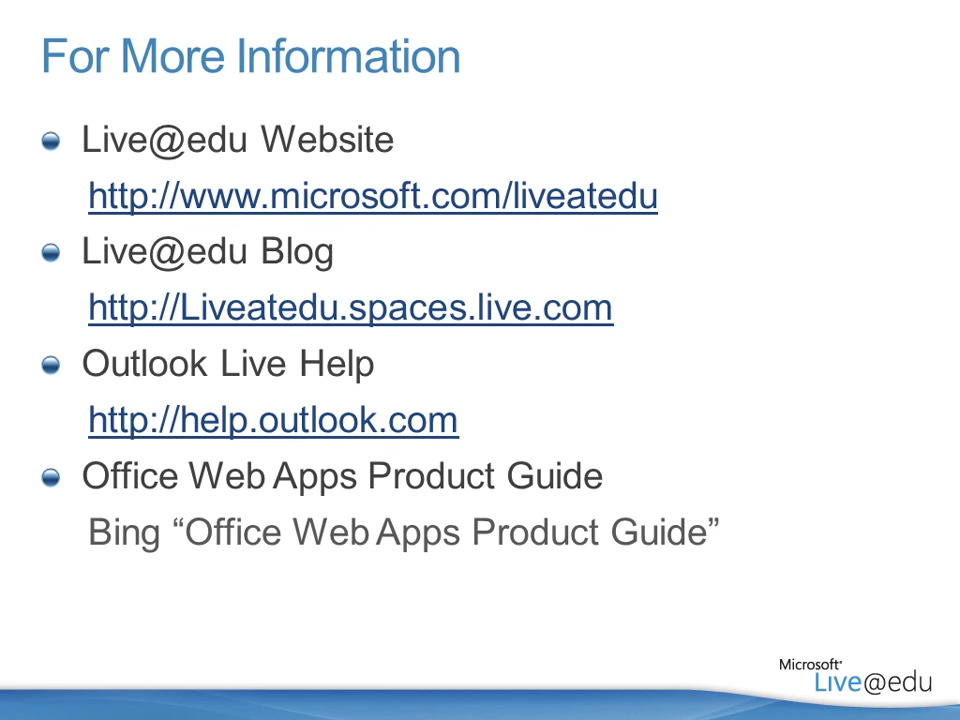 For More Information
Live@edu Website
http://www.microsoft.com/liveatedu
Live@edu Blog
http://Liveatedu.spaces.live.com
Outlook Live Help
http://help.outlook.com
Office Web Apps Product Guide
Bing “Office Web Apps Product Guide”
Microsoft®
Live@edu